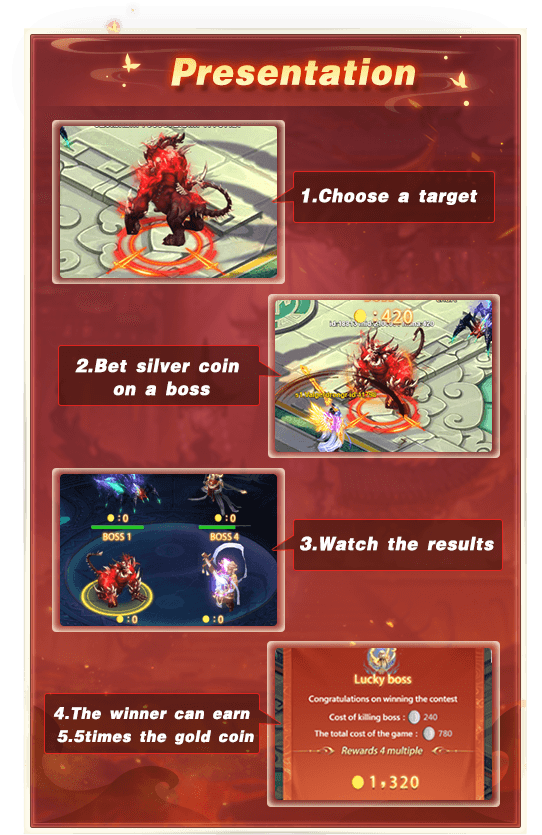 Presentation
1.Choose a target
:420
2.Bet silver coin
on a boss
:0
:0
BOSS 1
BOSS 4
3.Watch the results
:0
:0
Lucky boss
Congratulations on winning the contest
Cost of killing boss : 240
The total cost of the game : 780
Rewards 4 multiple
1,320
4.The winner can earn
5.5times the gold coin